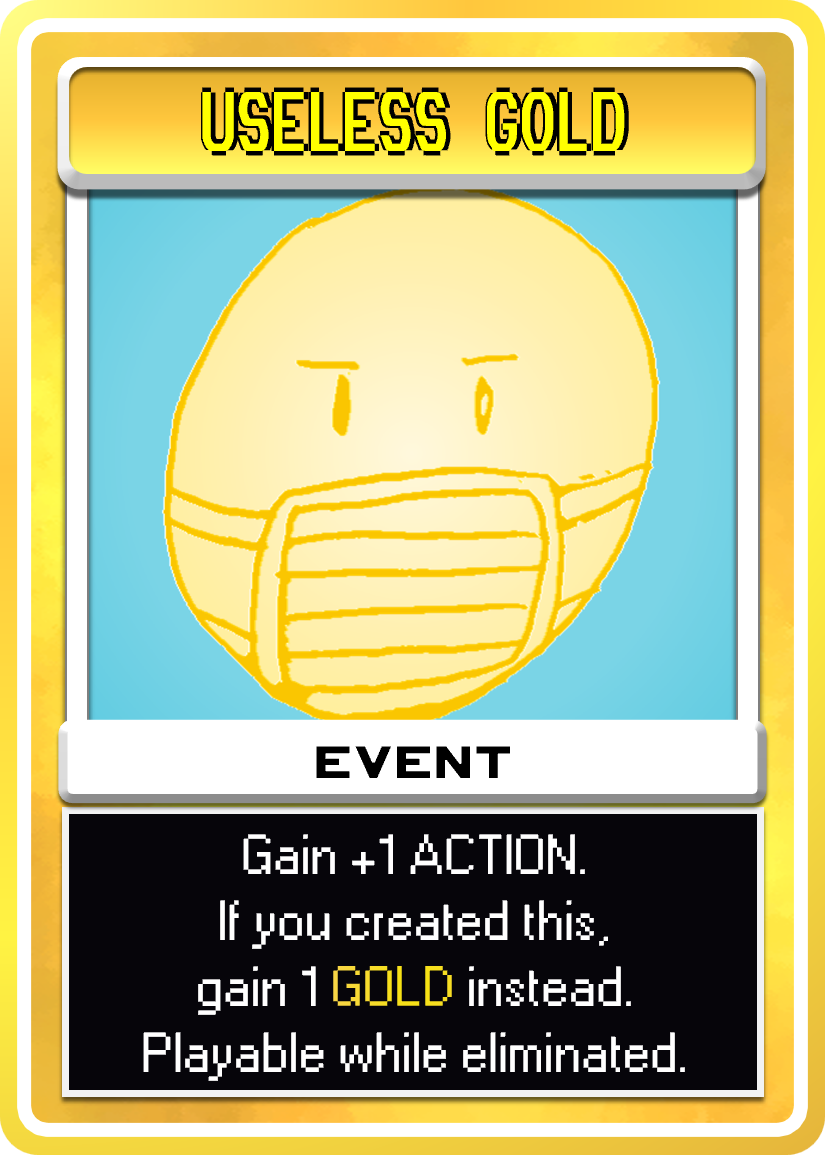 USELESS GOLD
EVENT
Gain +1 ACTION.
If you created this,
gain 1 GOLD instead.
Playable while eliminated.